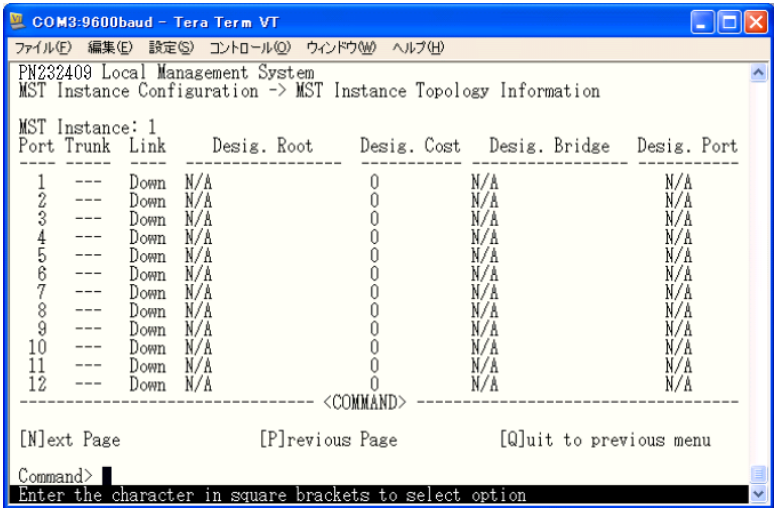 COM3:9600baud - Tera Term VT
ファイル(F) 編集(E) 設定(S) コントロール(O) ウィンドウ(W) ヘルプ(H)
PN232409 Local Management System
MST Instance Configuration -> MST Instance Topology Information
MST Instance: 1
Port Trunk Link Desig. Root Desig. Cost Desig. Bridge Desig. Port
---- ----- ---- ----------------- ----------- ----------------- -----------
1 --- Down N/A 0 N/A N/A
2 --- Down N/A 0 N/A N/A
3 --- Down N/A 0 N/A N/A
4 --- Down N/A 0 N/A N/A
5 --- Down N/A 0 N/A N/A
6 --- Down N/A 0 N/A N/A
7 --- Down N/A 0 N/A N/A
8 --- Down N/A 0 N/A N/A
9 --- Down N/A 0 N/A N/A
10 --- Down N/A 0 N/A N/A
11 --- Down N/A 0 N/A N/A
12 --- Down N/A 0 N/A N/A
-------------------------------- <COMMAND> -----------------------------------
[N]ext Page [P]revious Page [Q]uit to previous menu
Command>
Enter the character in square brackets to select option